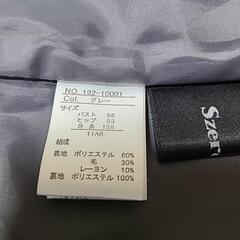 NO. 192-10001
Col. グレー
サイズ
バスト 86
ヒップ 93
身長 158
11AR
組成
表地 ポリエステル 60%
毛 30%
レーヨン 10%
裏地 ポリエステル 100%